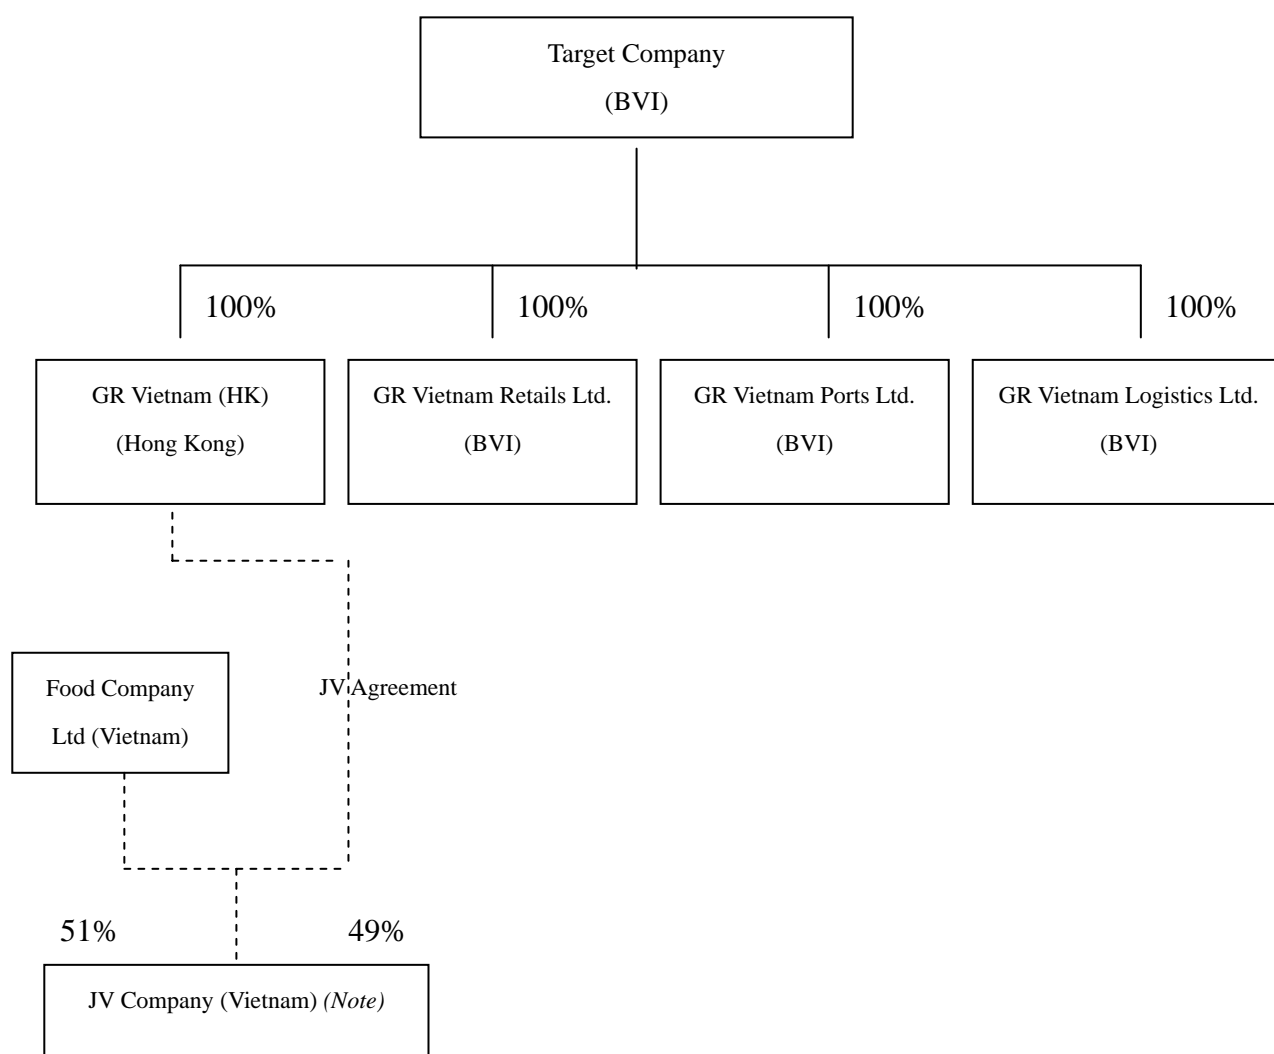 Target Company
(BVI)
100%
100%
100%
100%
GR Vietnam (HK)
(Hong Kong)
GR Vietnam Retails Ltd.
(BVI)
GR Vietnam Ports Ltd.
(BVI)
GR Vietnam Logistics Ltd.
(BVI)
Food Company
Ltd (Vietnam)
JV Agreement
51%
49%
JV Company (Vietnam) (Note)